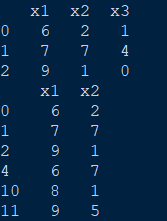 x1 x2 x3
0 6 2 1
1 7 7 4
2 9 1 0
x1 x2
0 6 2
1 7 7
2 9 1
4 6 7
10 8 1
11 9 5